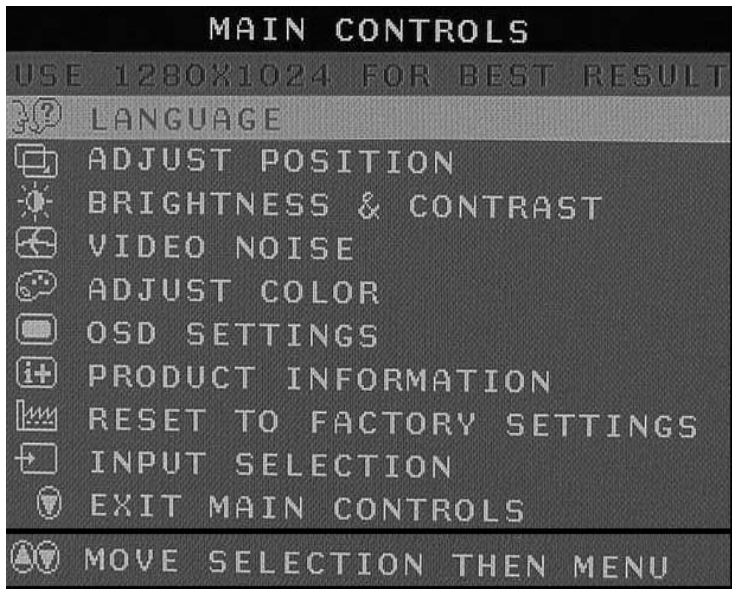 MAIN CONTROLS
USE 1280X1024 FOR BEST RESULT
LANGUAGE
ADJUST POSITION
BRIGHTNESS & CONTRAST
VIDEO NOISE
ADJUST COLOR
OSD SETTINGS
PRODUCT INFORMATION
RESET TO FACTORY SETTINGS
INPUT SELECTION
EXIT MAIN CONTROLS
MOVE SELECTION THEN MENU